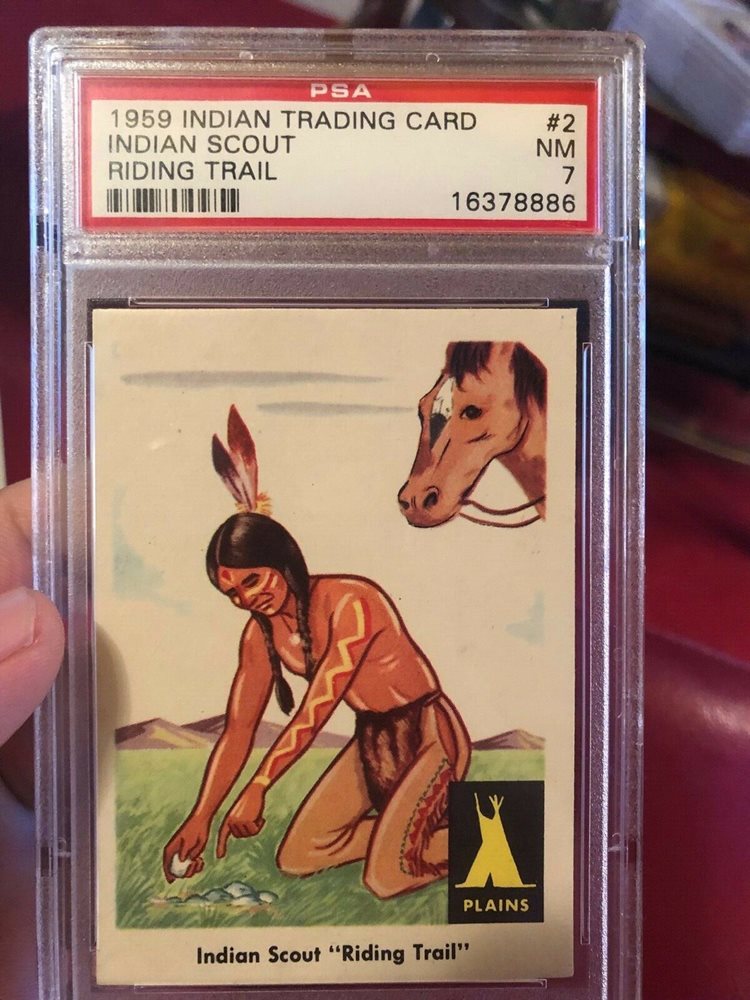 PSA
1959 INDIAN TRADING CARD #2
INDIAN SCOUT NM
RIDING TRAIL 7
16378886
PLAINS
Indian Scout “Riding Trail”